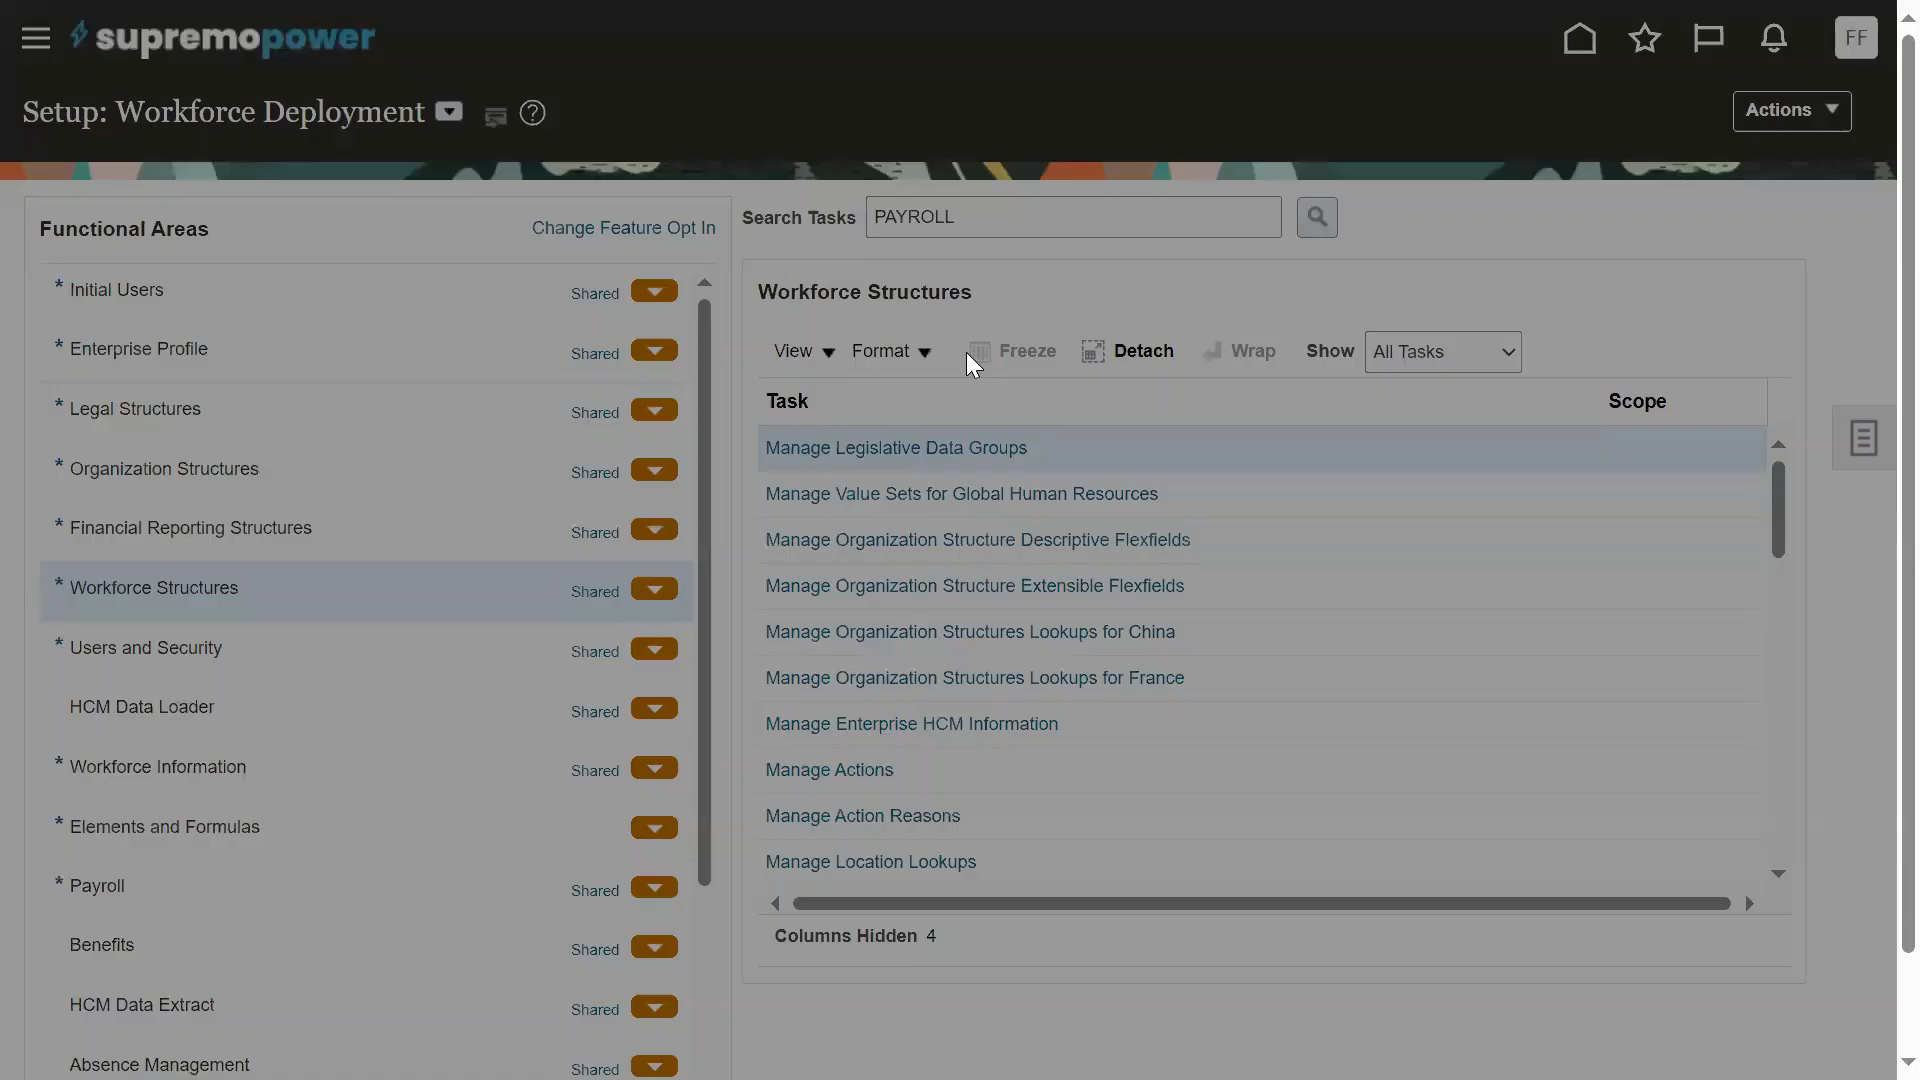 supremopower
FF
Setup: Workforce Deployment
?
Actions
Functional Areas
Change Feature Opt In
* Initial Users Shared
* Enterprise Profile Shared
* Legal Structures Shared
* Organization Structures Shared
* Financial Reporting Structures Shared
* Workforce Structures Shared
* Users and Security Shared
HCM Data Loader Shared
* Workforce Information Shared
* Elements and Formulas
* Payroll Shared
Benefits Shared
HCM Data Extract Shared
Absence Management Shared
Search Tasks PAYROLL
Workforce Structures
View Format Freeze Detach Wrap Show All Tasks
Task Scope
Manage Legislative Data Groups
Manage Value Sets for Global Human Resources
Manage Organization Structure Descriptive Flexfields
Manage Organization Structure Extensible Flexfields
Manage Organization Structures Lookups for China
Manage Organization Structures Lookups for France
Manage Enterprise HCM Information
Manage Actions
Manage Action Reasons
Manage Location Lookups
Columns Hidden 4